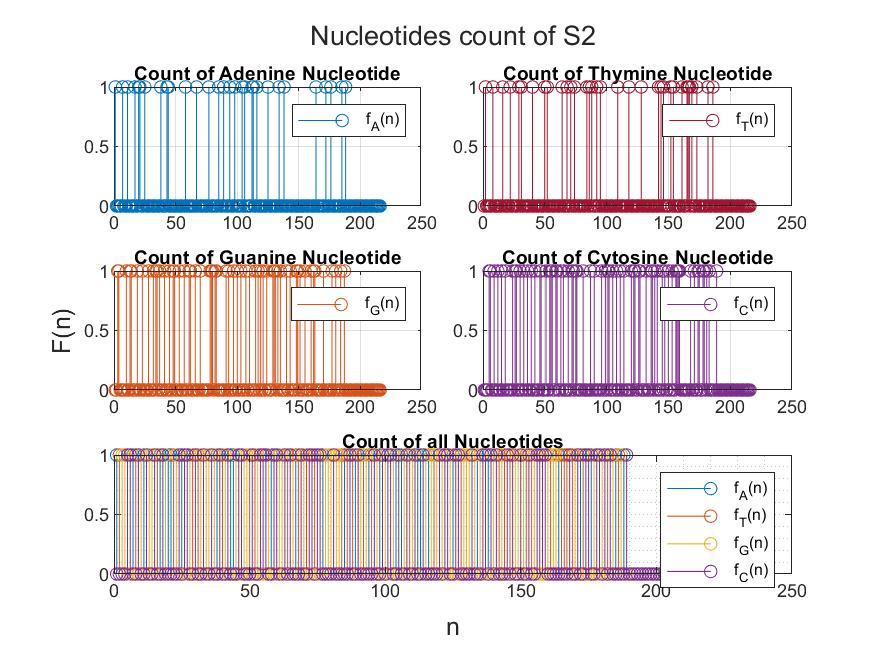 Nucleotides count of S2
Count of Adenine Nucleotide
1
0.5
0
0 50 100 150 200 250
f_A(n)
Count of Thymine Nucleotide
1
0.5
0
0 50 100 150 200 250
f_T(n)
Count of Guanine Nucleotide
1
0.5
0
0 50 100 150 200 250
f_G(n)
Count of Cytosine Nucleotide
1
0.5
0
0 50 100 150 200 250
f_C(n)
F(n)
Count of all Nucleotides
1
0.5
0
0 50 100 150 200 250
f_A(n)
f_T(n)
f_G(n)
f_C(n)
n